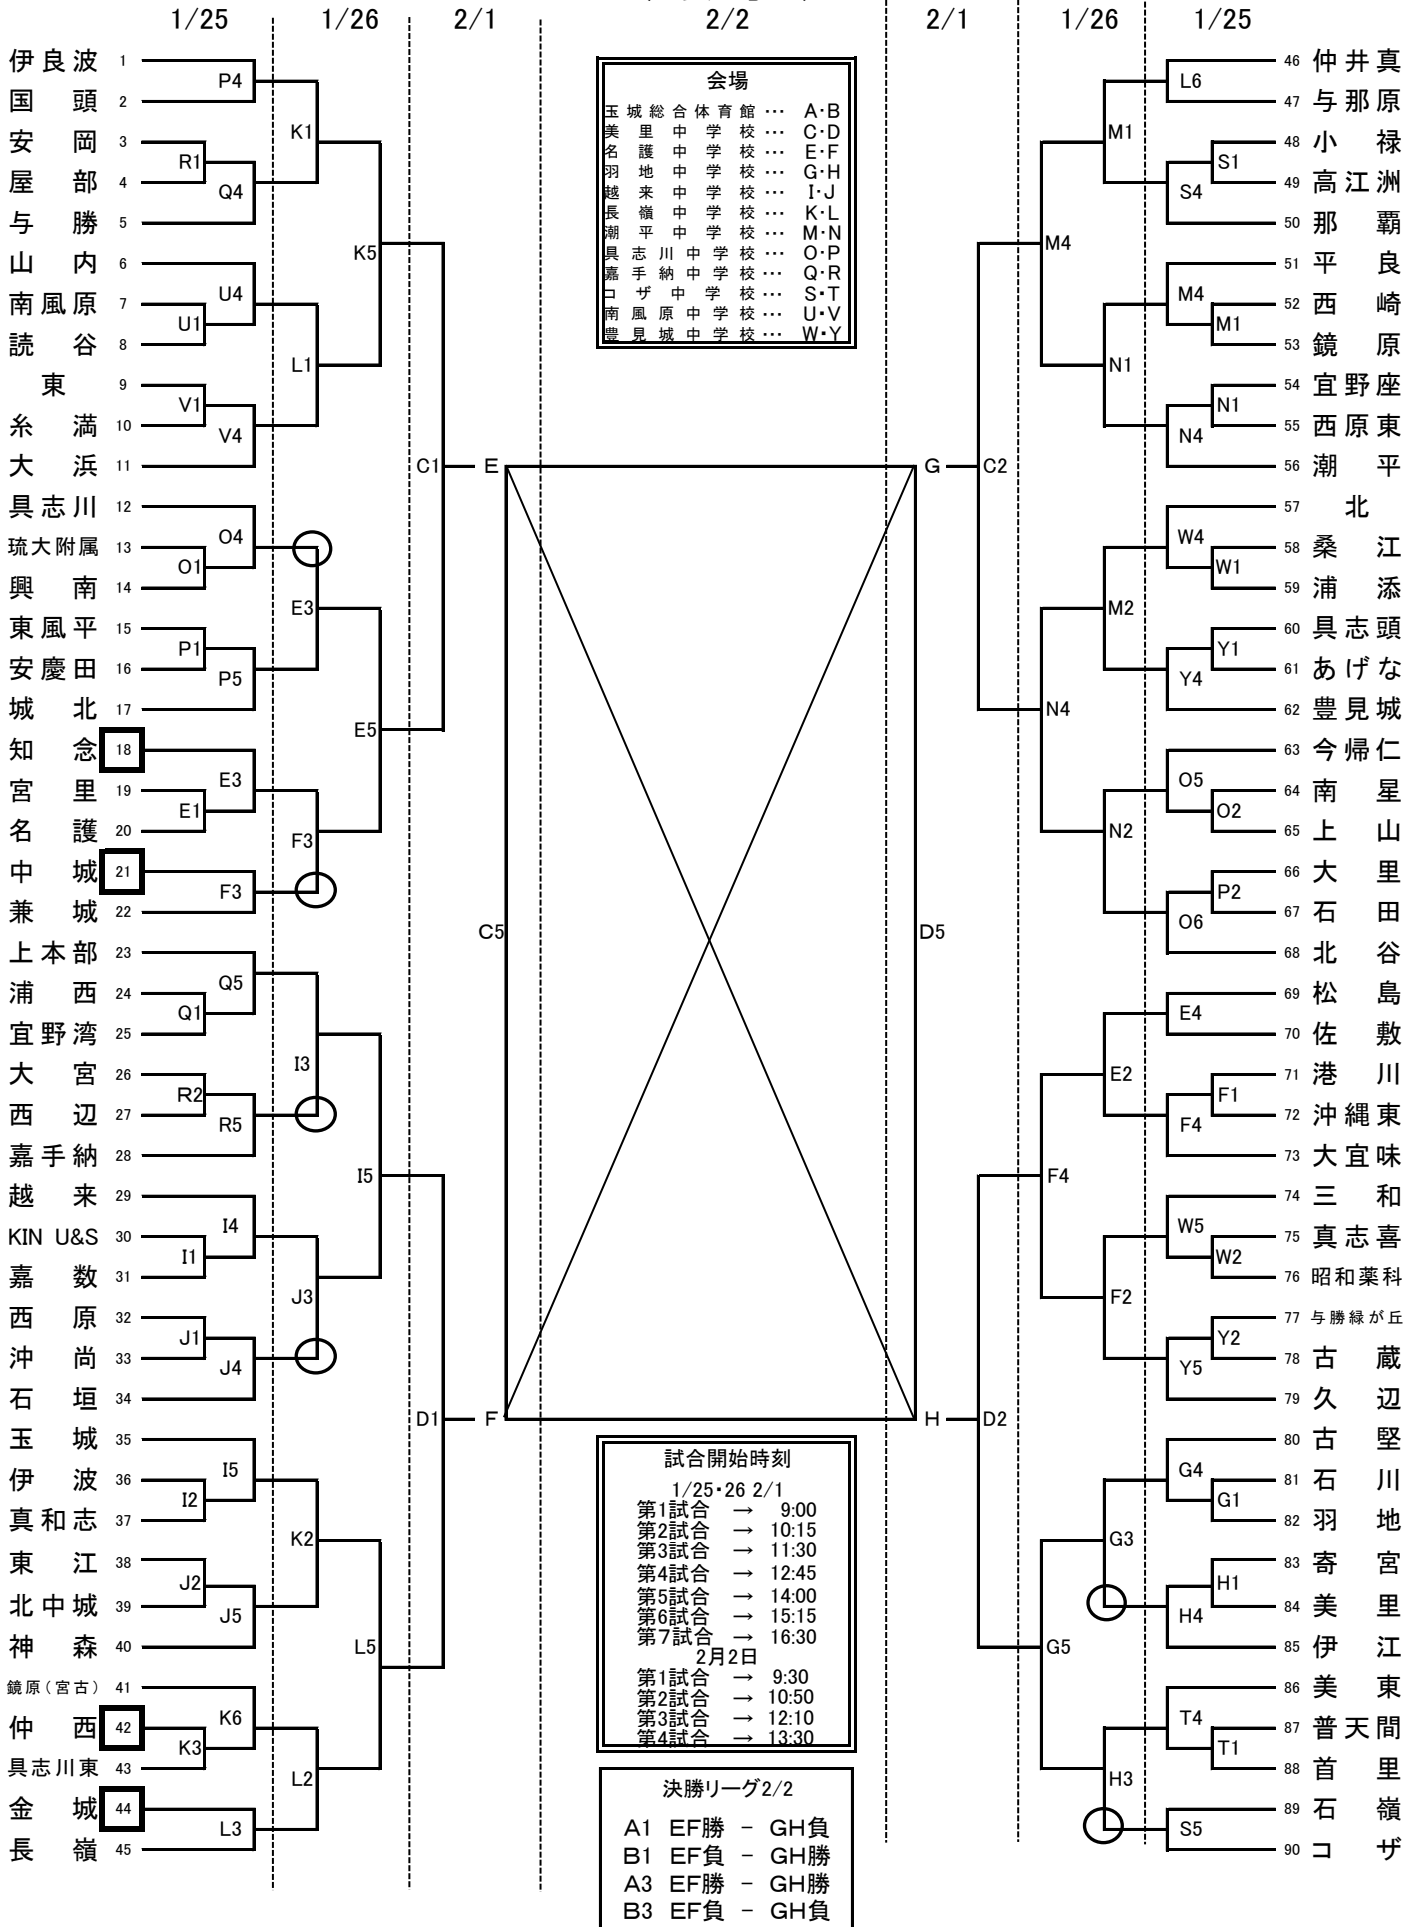 1/25 1/26 2/1 2/2 2/1 1/26 1/25
伊良波 1
国頭 2
安岡 3
屋部 4
与勝 5
山内 6
南風原 7
読谷 8
東 9
糸満 10
大浜 11
具志川 12
琉大附属 13
興南 14
東風平 15
安慶田 16
城北 17
知念 18
宮里 19
名護 20
中城 21
兼城 22
上本部 23
浦西 24
宜野湾 25
大宮 26
西辺 27
嘉手納 28
越来 29
KIN U&S 30
嘉数 31
西原 32
沖尚 33
石垣 34
玉城 35
伊波 36
真和志 37
東江 38
北中城 39
神森 40
鏡原(宮古) 41
仲西 42
具志川東 43
金城 44
長嶺 45
P4
R1
Q4
U4
U1
V1
V4
O4
O1
P1
P5
E3
E1
F3
Q5
Q1
R2
R5
I4
I1
J1
J4
I5
I2
J2
J5
K6
K3
L3
K1
L1
E3
F3
I3
J3
K2
L2
K5
E5
I5
L5
C1
D1
E
F
C5
会場
玉城総合体育館… A・B
美里中学校… C・D
名護中学校… E・F
羽地中学校… G・H
越来中学校… I・J
長嶺中学校… K・L
潮平中学校… M・N
具志川中学校… O・P
嘉手納中学校… Q・R
コザ中学校… S・T
南風原中学校… U・V
豊見城中学校… W・Y
試合開始時刻
1/25・26 2/1
第1試合 → 9:00
第2試合 → 10:15
第3試合 → 11:30
第4試合 → 12:45
第5試合 → 14:00
第6試合 → 15:15
第7試合 → 16:30
2月2日
第1試合 → 9:30
第2試合 → 10:50
第3試合 → 12:10
第4試合 → 13:30
決勝リーグ2/2
A1 EF勝 － GH負
B1 EF負 － GH勝
A3 EF勝 － GH勝
B3 EF負 － GH負
G
H
D5
C2
D2
M4
N4
F4
G5
M1
N1
M2
N2
E2
F2
G3
H3
L6
S1
S4
M4
M1
N1
N4
W4
W1
Y1
Y4
O5
O2
P2
O6
E4
F1
F4
W5
W2
Y2
Y5
G4
G1
H1
H4
T4
T1
S5
46 仲井真
47 与那原
48 小禄
49 高江洲
50 那覇
51 平良
52 西崎
53 鏡原
54 宜野座
55 西原東
56 潮平
57 北
58 桑江
59 浦添
60 具志頭
61 あげな
62 豊見城
63 今帰仁
64 南星
65 上山
66 大里
67 石田
68 北谷
69 松島
70 佐敷
71 港川
72 沖縄東
73 大宜味
74 三和
75 真志喜
76 昭和薬科
77 与勝緑が丘
78 古蔵
79 久辺
80 古堅
81 石川
82 羽地
83 寄宮
84 美里
85 伊江
86 美東
87 普天間
88 首里
89 石嶺
90 コザ